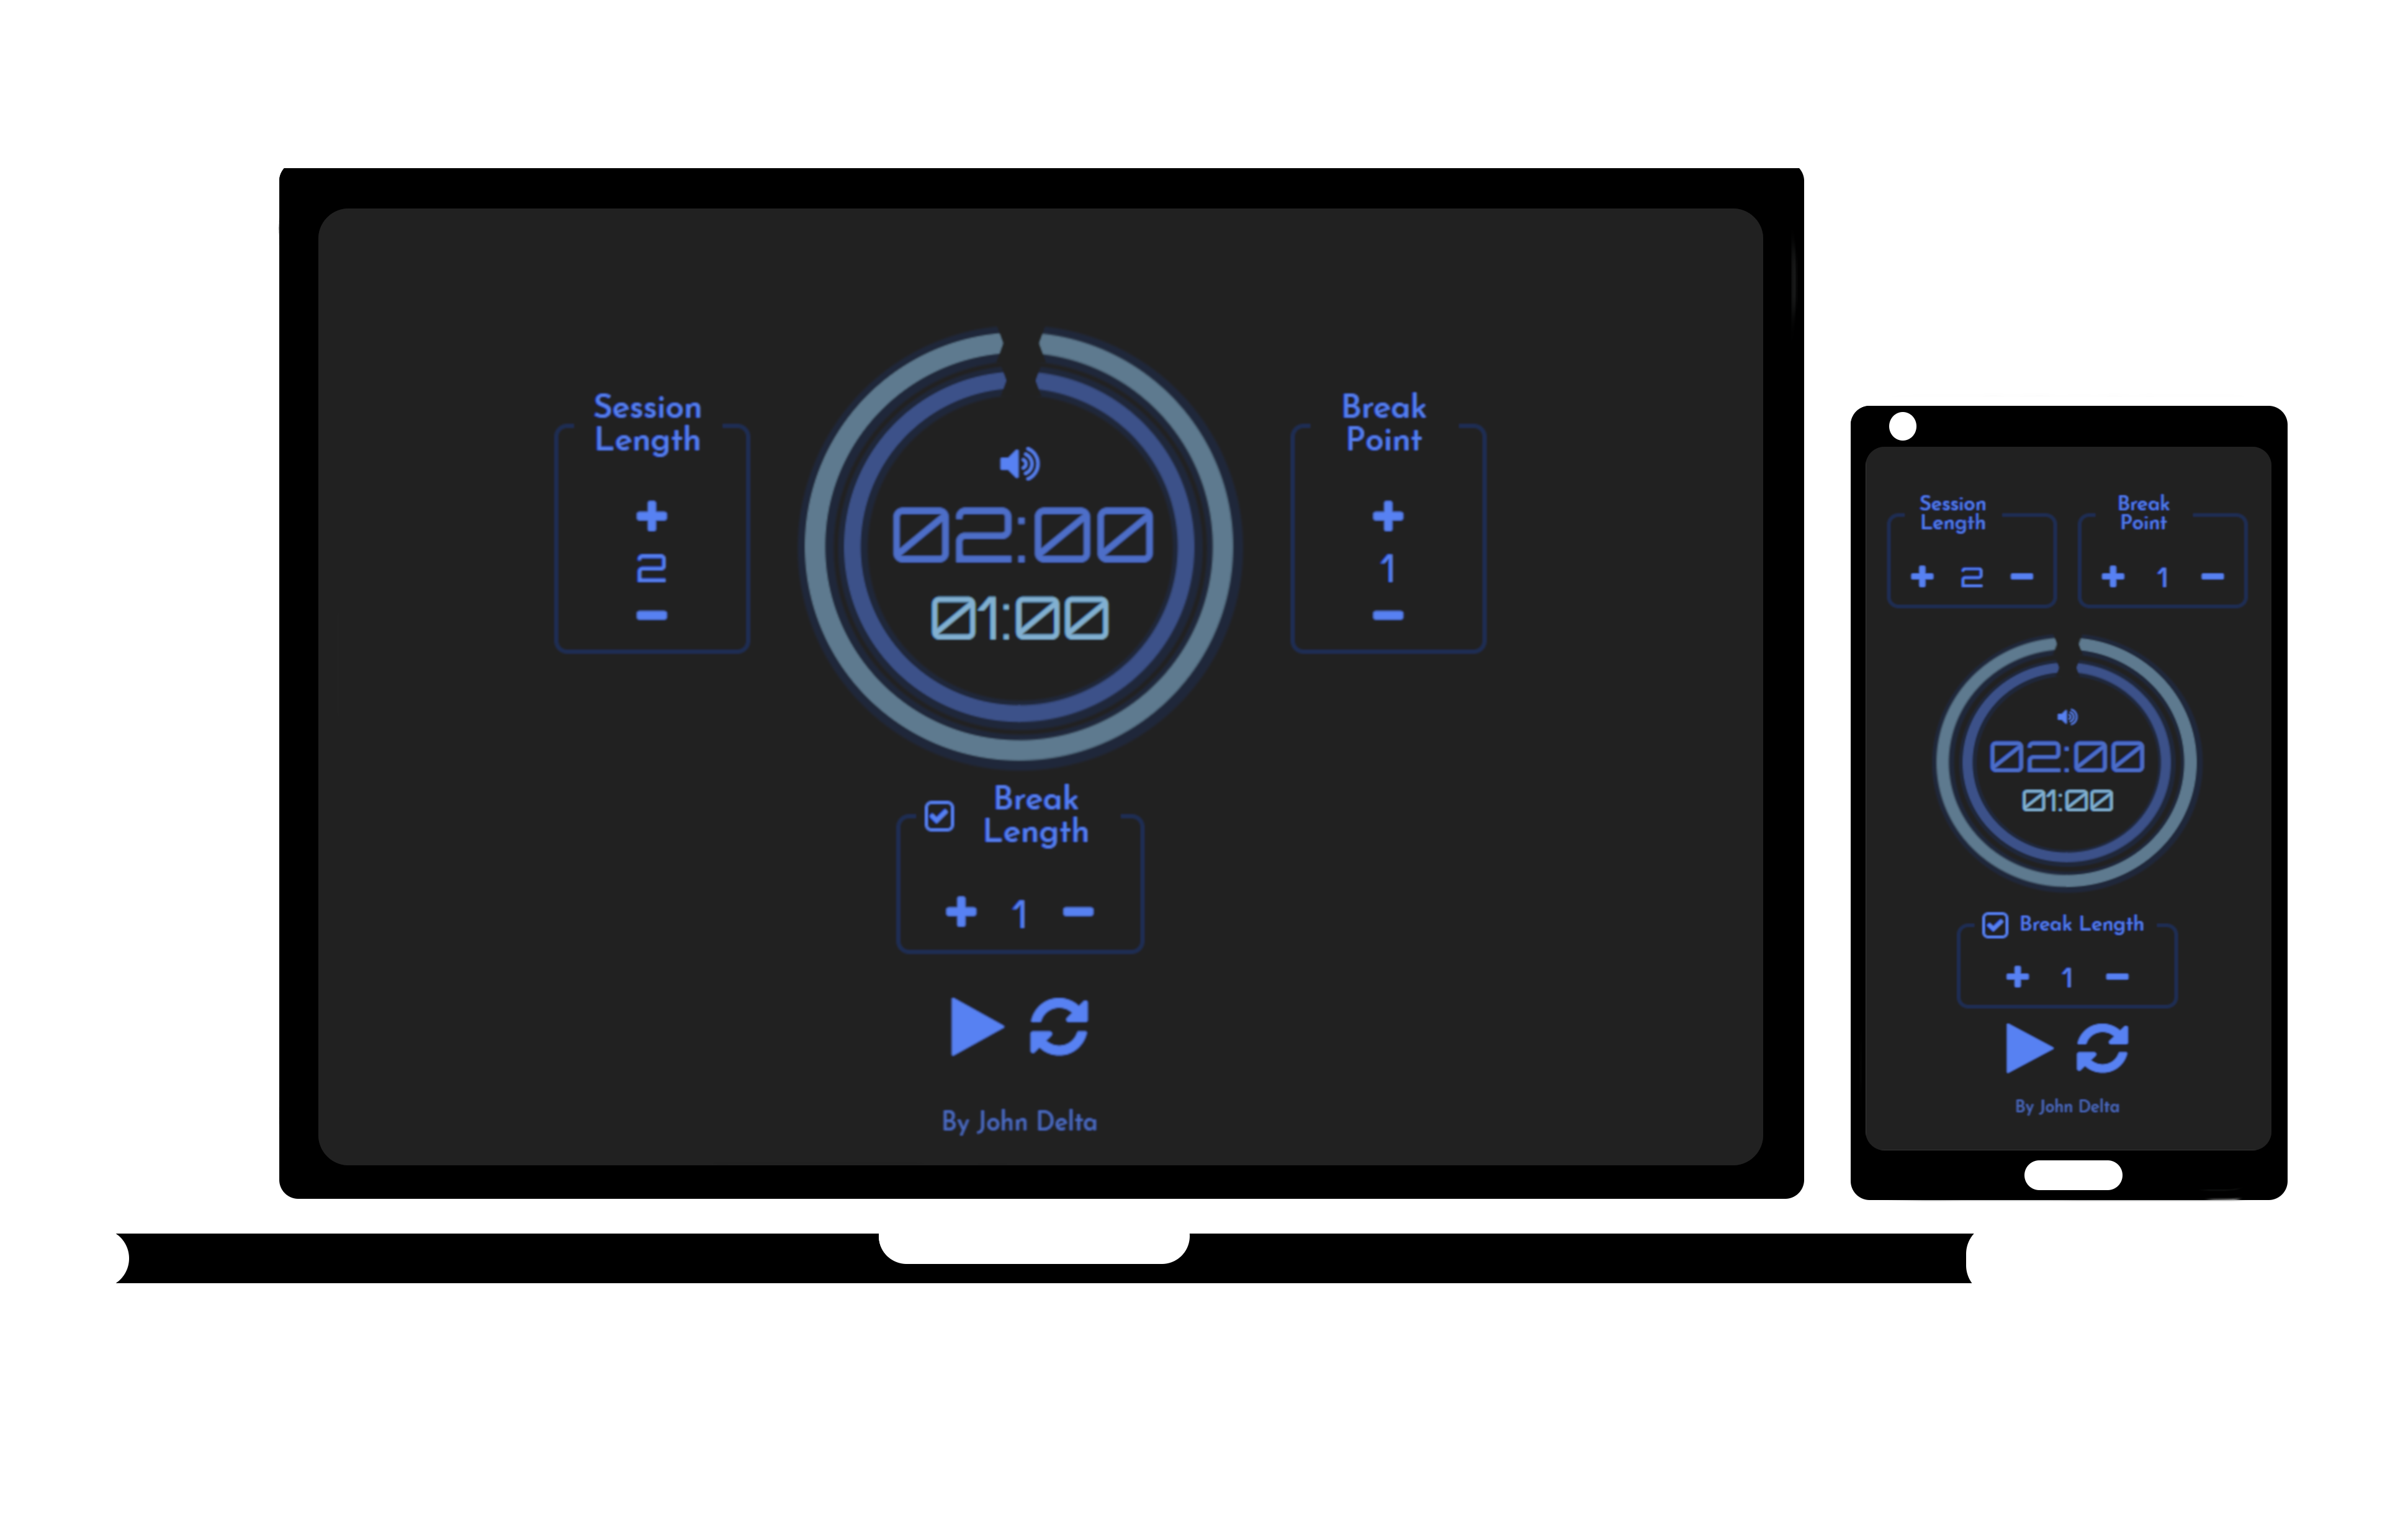 Session
Length
+
2
-
02:00
01:00
Break
Point
+
1
-
Break
Length
+ 1 -
By John Delta
Session
Length
+ 2 -
Break
Point
+ 1 -
02:00
01:00
Break Length
+ 1 -
By John Delta